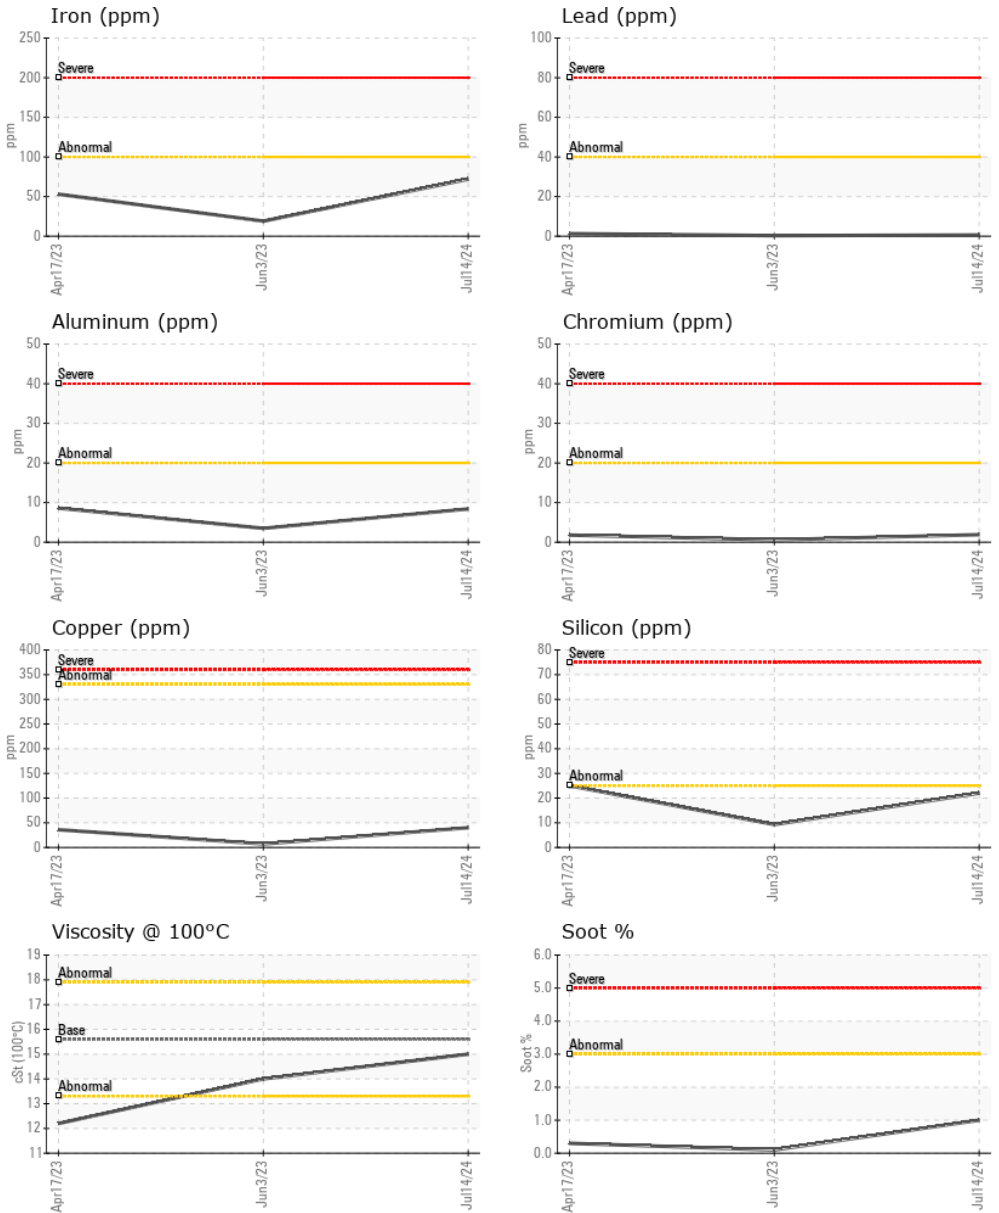 Iron (ppm)
250
200
150
100
50
0
ppm
Severe
Abnormal
Apr17/23
Jun3/23
Jul14/24
Lead (ppm)
100
80
60
40
20
0
ppm
Severe
Abnormal
Apr17/23
Jun3/23
Jul14/24
Aluminum (ppm)
50
40
30
20
10
0
ppm
Severe
Abnormal
Apr17/23
Jun3/23
Jul14/24
Chromium (ppm)
50
40
30
20
10
0
ppm
Severe
Abnormal
Apr17/23
Jun3/23
Jul14/24
Copper (ppm)
400
350
300
250
200
150
100
50
0
ppm
Severe
Abnormal
Apr17/23
Jun3/23
Jul14/24
Silicon (ppm)
80
70
60
50
40
30
20
10
0
ppm
Severe
Abnormal
Apr17/23
Jun3/23
Jul14/24
Viscosity @ 100°C
19
18
17
16
15
14
13
12
11
cSt (100°C)
Abnormal
Base
Abnormal
Apr17/23
Jun3/23
Jul14/24
Soot %
6.0
5.0
4.0
3.0
2.0
1.0
0.0
Soot %
Severe
Abnormal
Apr17/23
Jun3/23
Jul14/24